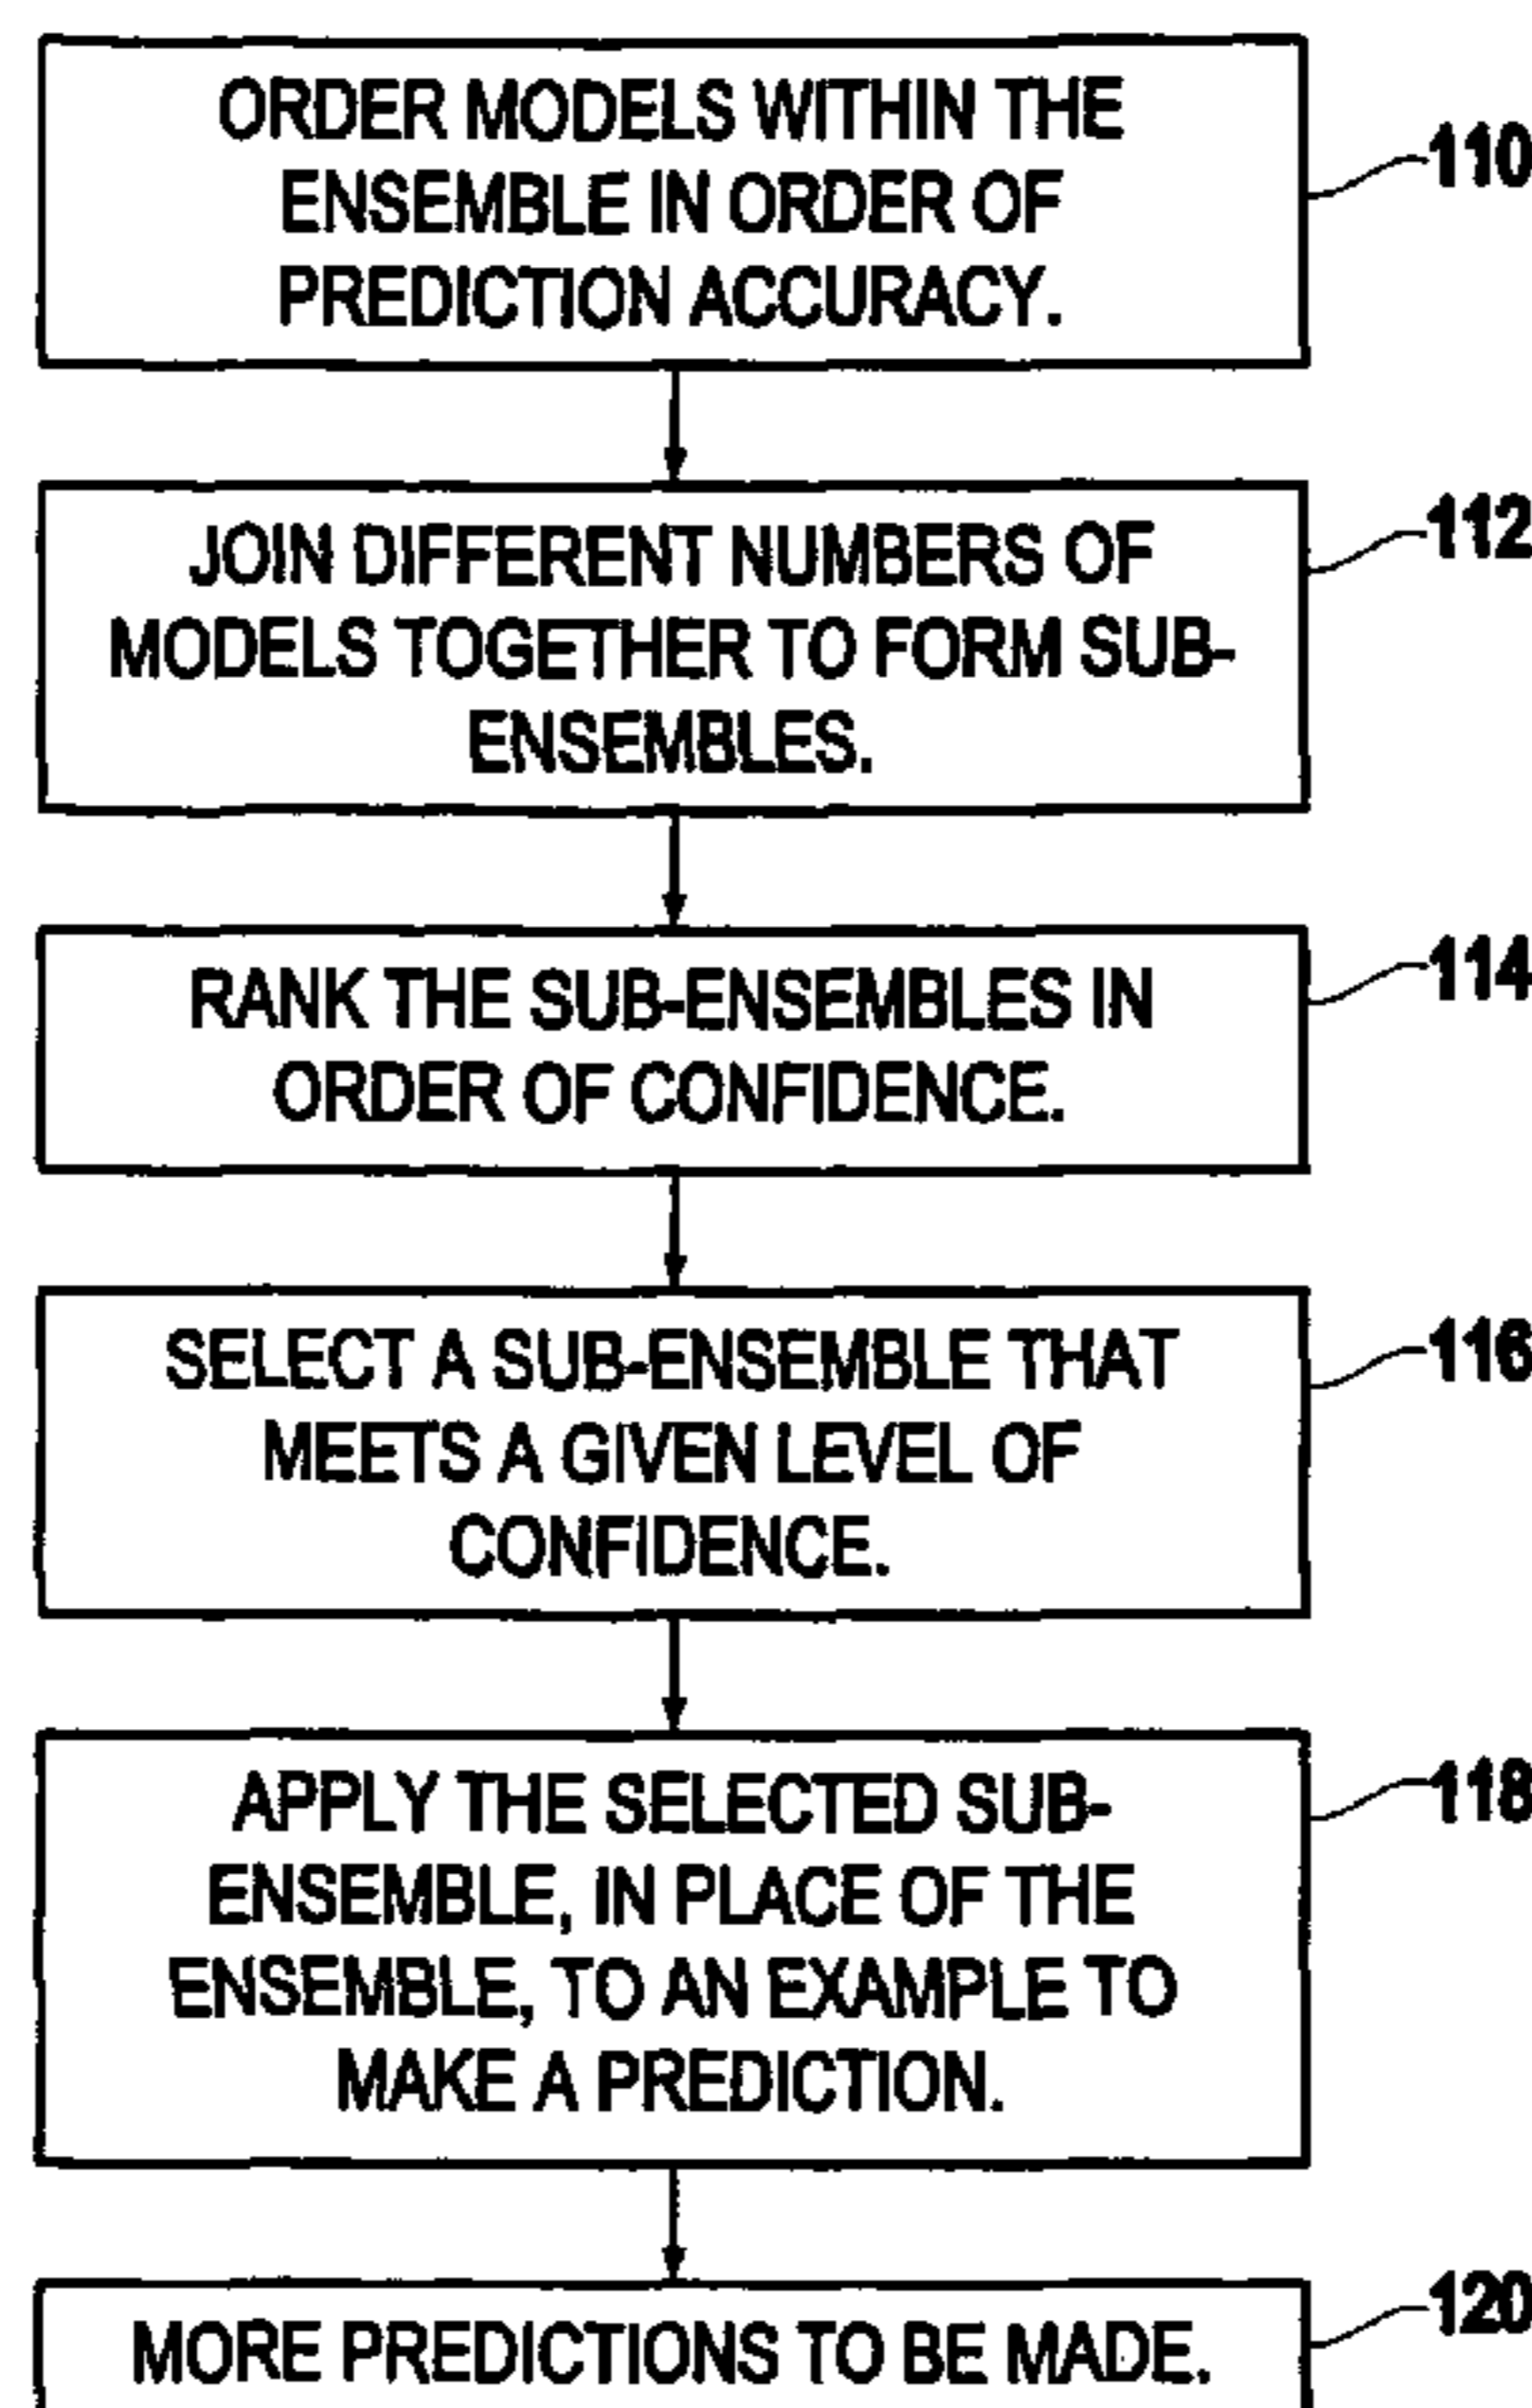 ORDER MODELS WITHIN THE
ENSEMBLE IN ORDER OF
PREDICTION ACCURACY.
110
JOIN DIFFERENT NUMBERS OF
MODELS TOGETHER TO FORM SUB-
ENSEMBLES.
112
RANK THE SUB-ENSEMBLES IN
ORDER OF CONFIDENCE.
114
SELECT A SUB-ENSEMBLE THAT
MEETS A GIVEN LEVEL OF
CONFIDENCE.
116
APPLY THE SELECTED SUB-
ENSEMBLE, IN PLACE OF THE
ENSEMBLE, TO AN EXAMPLE TO
MAKE A PREDICTION.
118
MORE PREDICTIONS TO BE MADE.
120